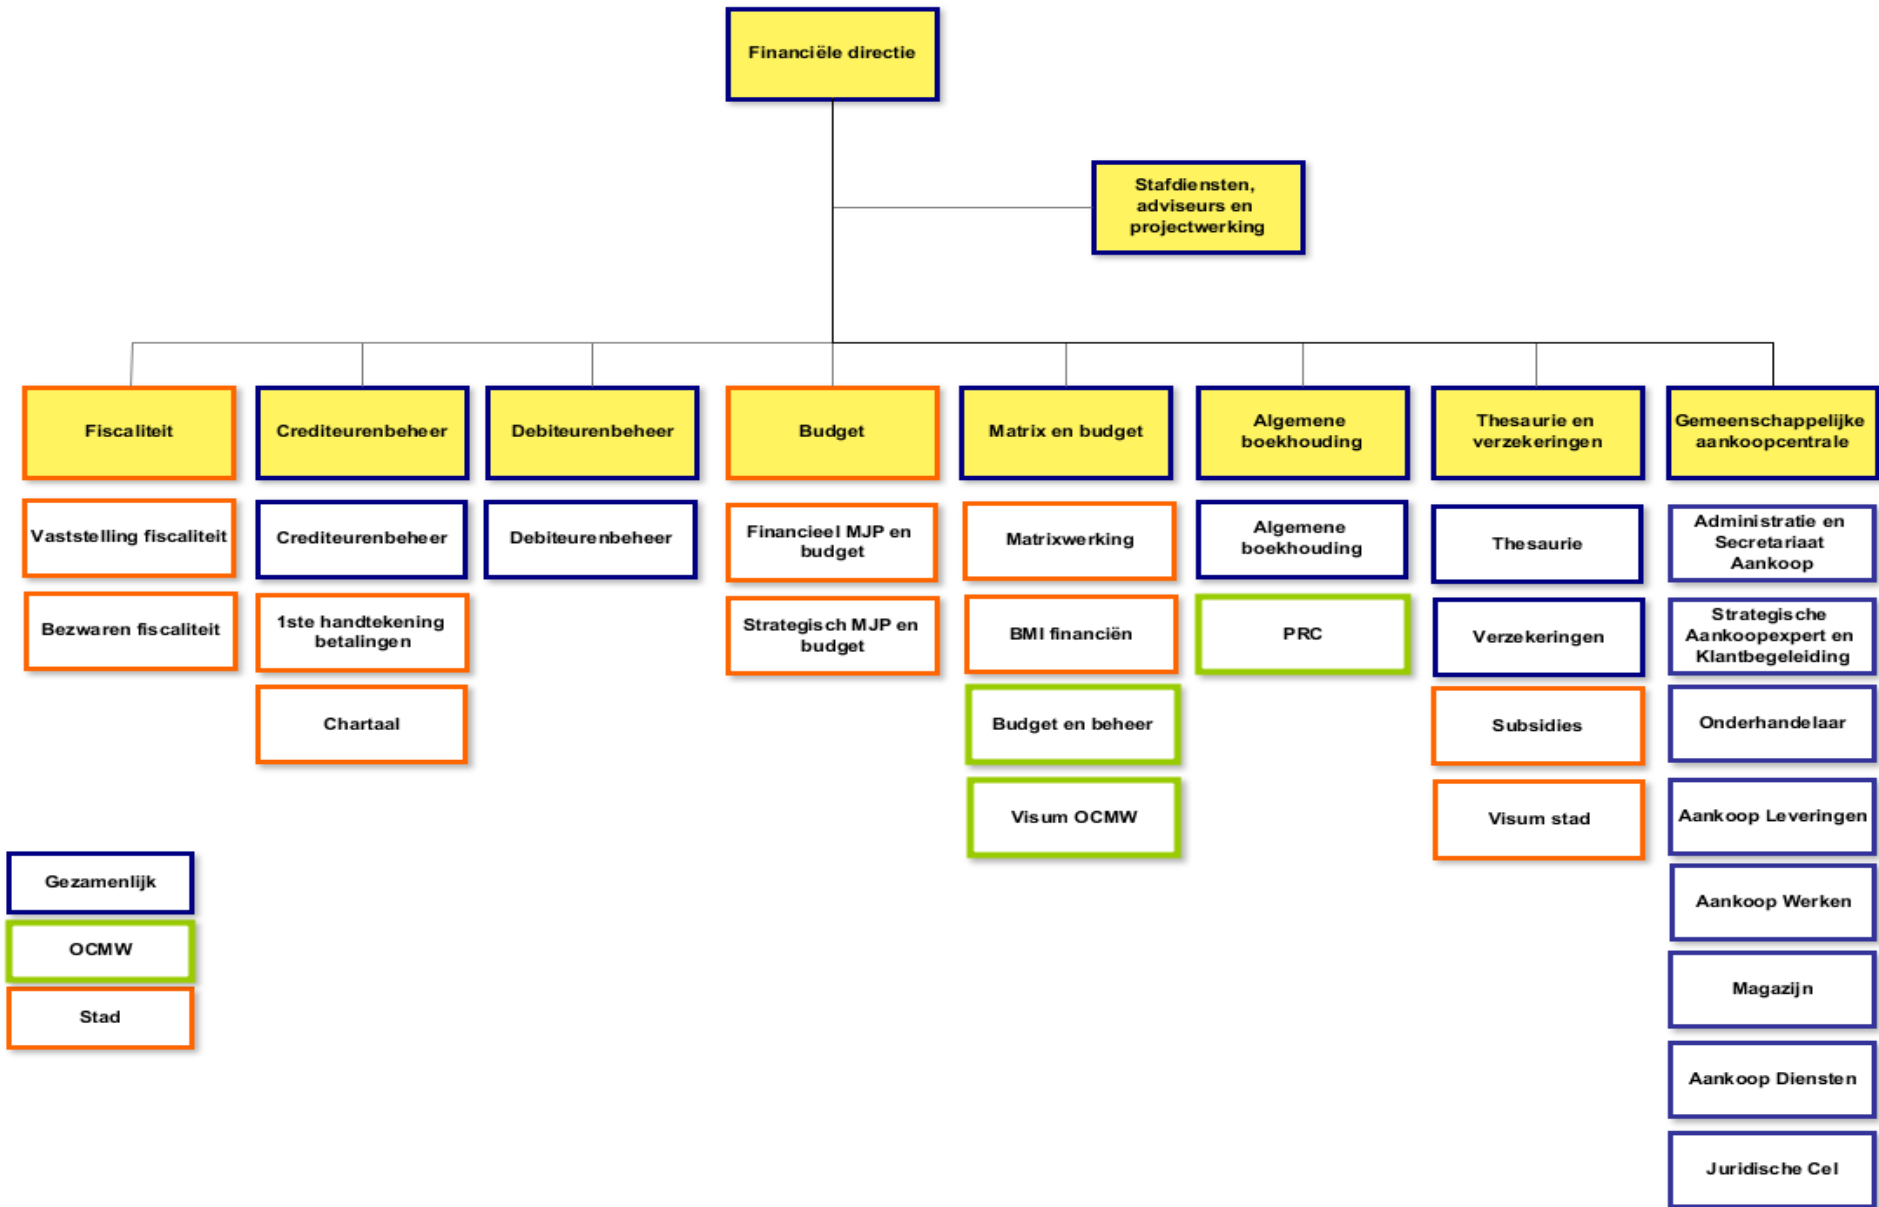 Financiële directie
Stafdiensten,
adviseurs en
projectwerking
Fiscaliteit
Vaststelling fiscaliteit
Bezwaren fiscaliteit
Crediteurenbeheer
Crediteurenbeheer
1ste handtekening
betalingen
Chartaal
Debiteurenbeheer
Debiteurenbeheer
Budget
Financieel MJP en
budget
Strategisch MJP en
budget
Matrix en budget
Matrixwerking
BMI financiën
Budget en beheer
Visum OCMW
Algemene
boekhouding
Algemene
boekhouding
PRC
Thesaurie en
verzekeringen
Thesaurie
Verzekeringen
Subsidies
Visum stad
Gemeenschappelijke
aankoopcentrale
Administratie en
Secretariaat
Aankoop
Strategische
Aankoopexpert en
Klantbegeleiding
Onderhandelaar
Aankoop Leveringen
Aankoop Werken
Magazijn
Aankoop Diensten
Juridische Cel
Gezamenlijk
OCMW
Stad